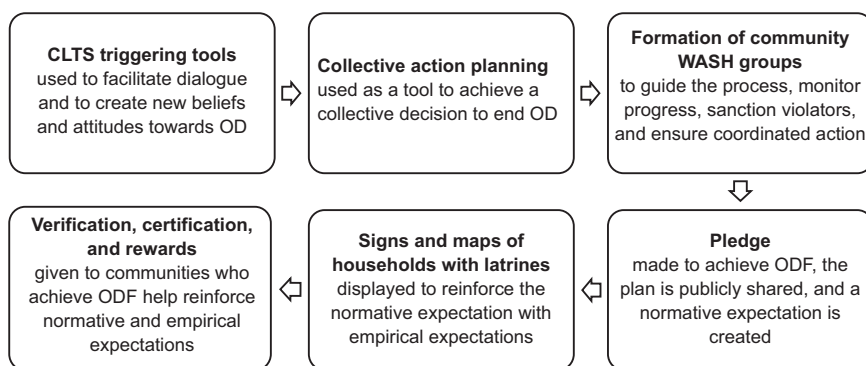 CLTS triggering tools
used to facilitate dialogue
and to create new beliefs
and attitudes towards OD
Collective action planning
used as a tool to achieve a
collective decision to end OD
Formation of community
WASH groups
to guide the process, monitor
progress, sanction violators,
and ensure coordinated action
Pledge
made to achieve ODF, the
plan is publicly shared, and a
normative expectation is
created
Signs and maps of
households with latrines
displayed to reinforce the
normative expectation with
empirical expectations
Verification, certification,
and rewards
given to communities who
achieve ODF help reinforce
normative and empirical
expectations